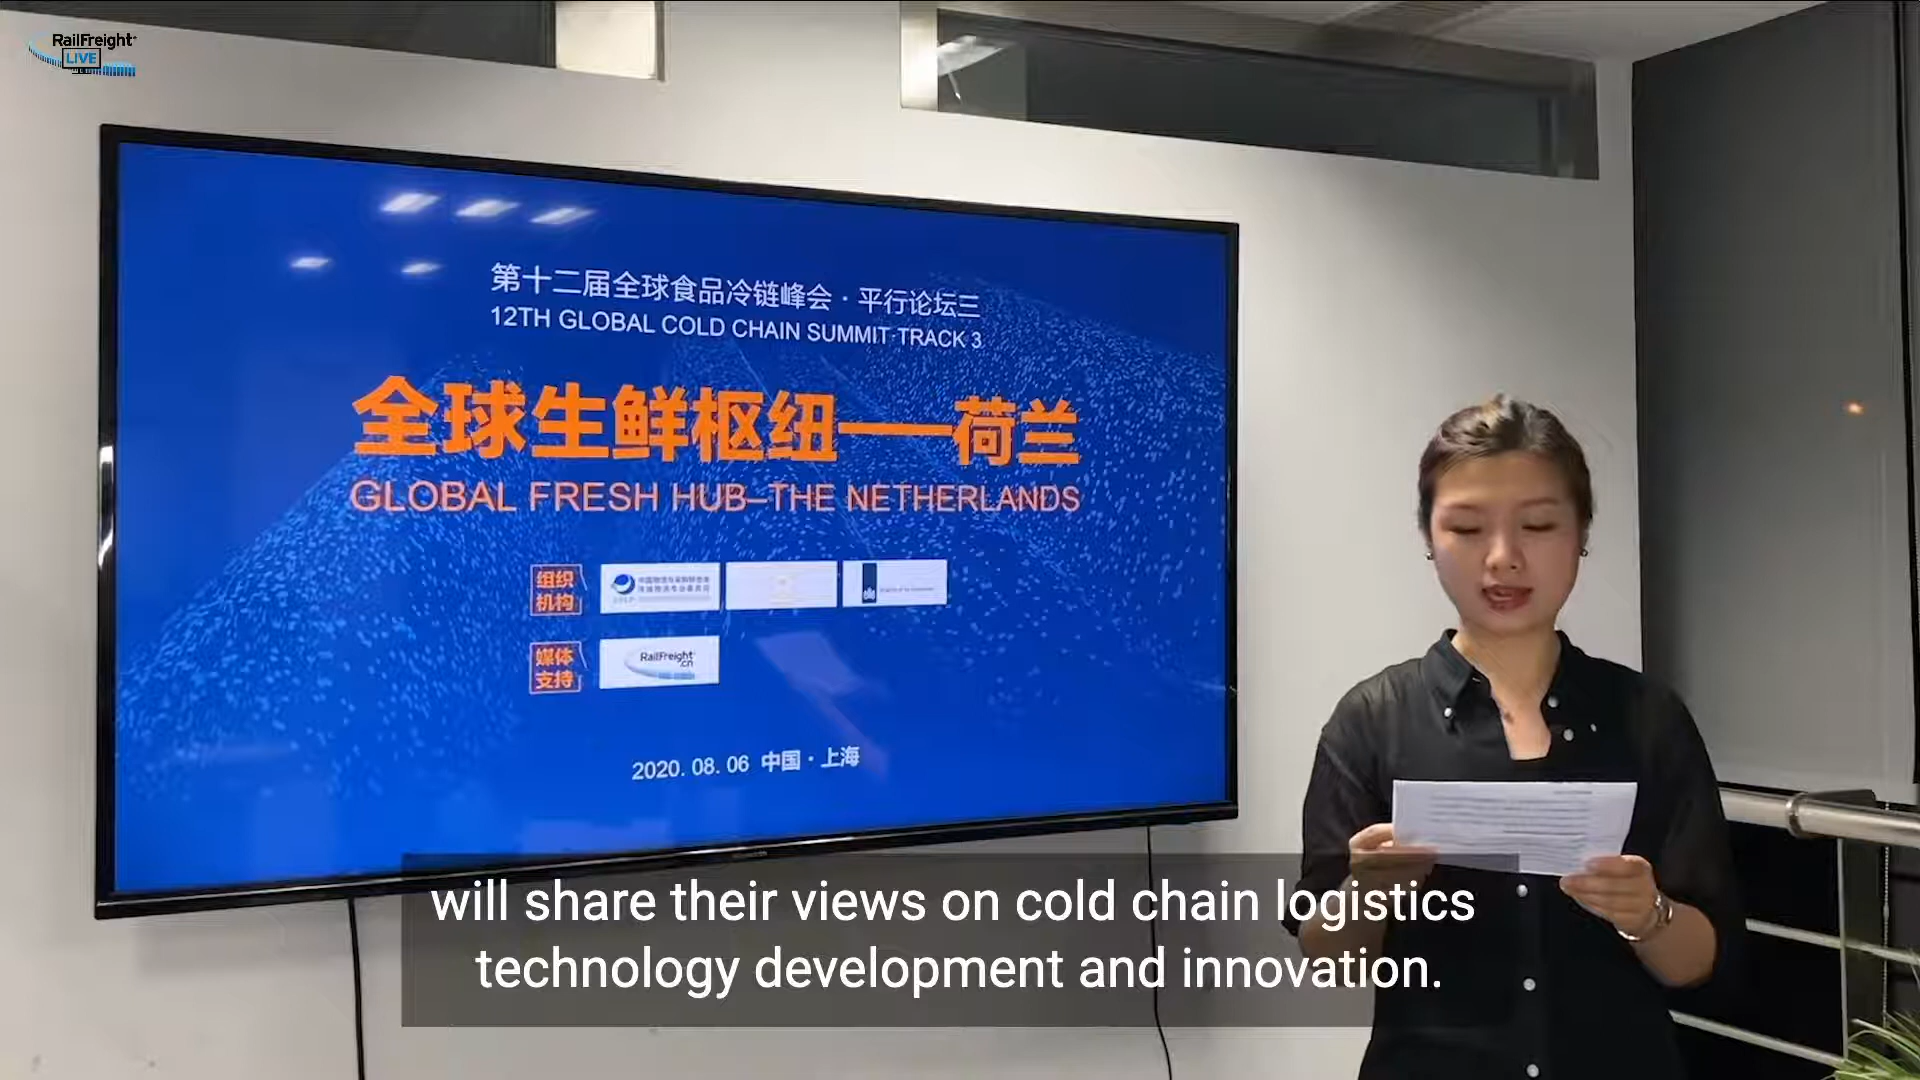 RailFreight
LIVE
第十二届全球食品冷链峰会·平行论坛三
12TH GLOBAL COLD CHAIN SUMMIT·TRACK 3
全球生鲜枢纽——荷兰
GLOBAL FRESH HUB–THE NETHERLANDS
组织
机构
媒体
支持
RailFreight
.cn
2020. 08. 06 中国·上海
will share their views on cold chain logistics
technology development and innovation.